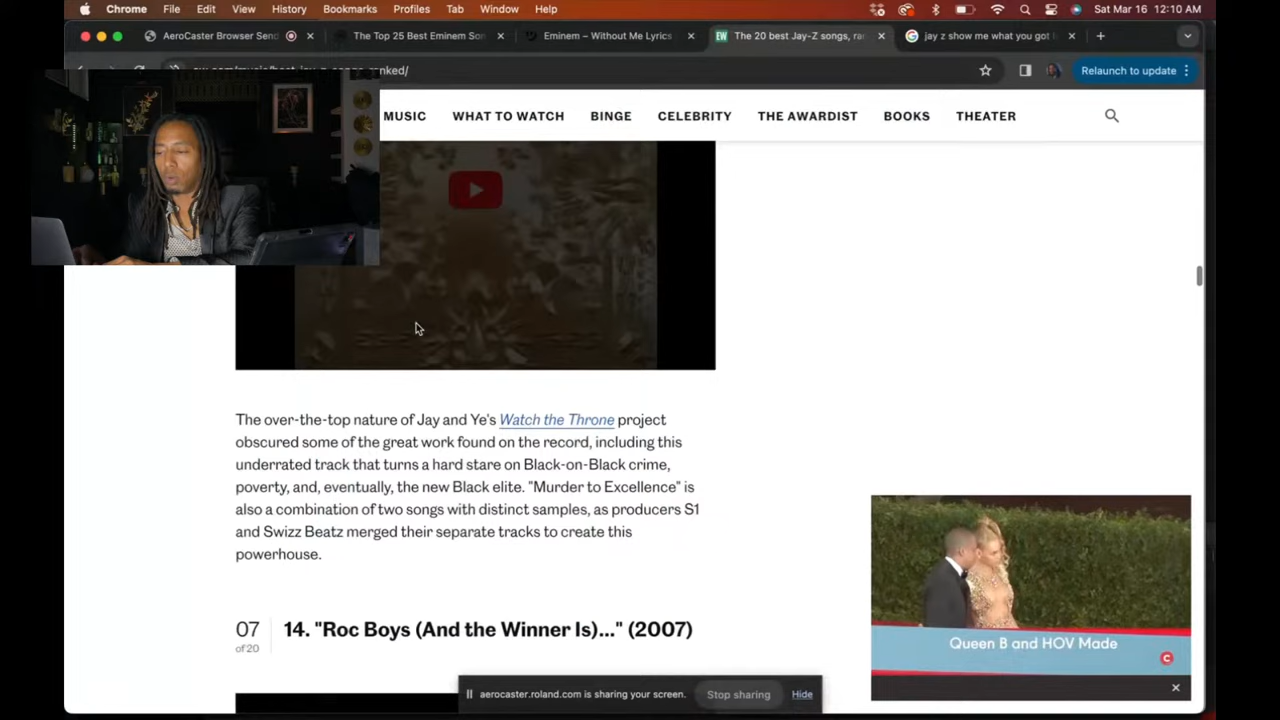 Chrome File Edit View History Bookmarks Profiles Tab Window Help Sat Mar 16 12:10 AM
AeroCaster Browser Send The Top 25 Best Eminem Son Eminem – Without Me Lyrics EW The 20 best Jay-Z songs, ra jay z show me what you got
ranked/ Relaunch to update
MUSIC WHAT TO WATCH BINGE CELEBRITY THE AWARDIST BOOKS THEATER
The over-the-top nature of Jay and Ye's Watch the Throne project
obscured some of the great work found on the record, including this
underrated track that turns a hard stare on Black-on-Black crime,
poverty, and, eventually, the new Black elite. "Murder to Excellence" is
also a combination of two songs with distinct samples, as producers S1
and Swizz Beatz merged their separate tracks to create this
powerhouse.
07
of 20
14. "Roc Boys (And the Winner Is)..." (2007)
Queen B and HOV Made
aerocaster.roland.com is sharing your screen. Stop sharing Hide